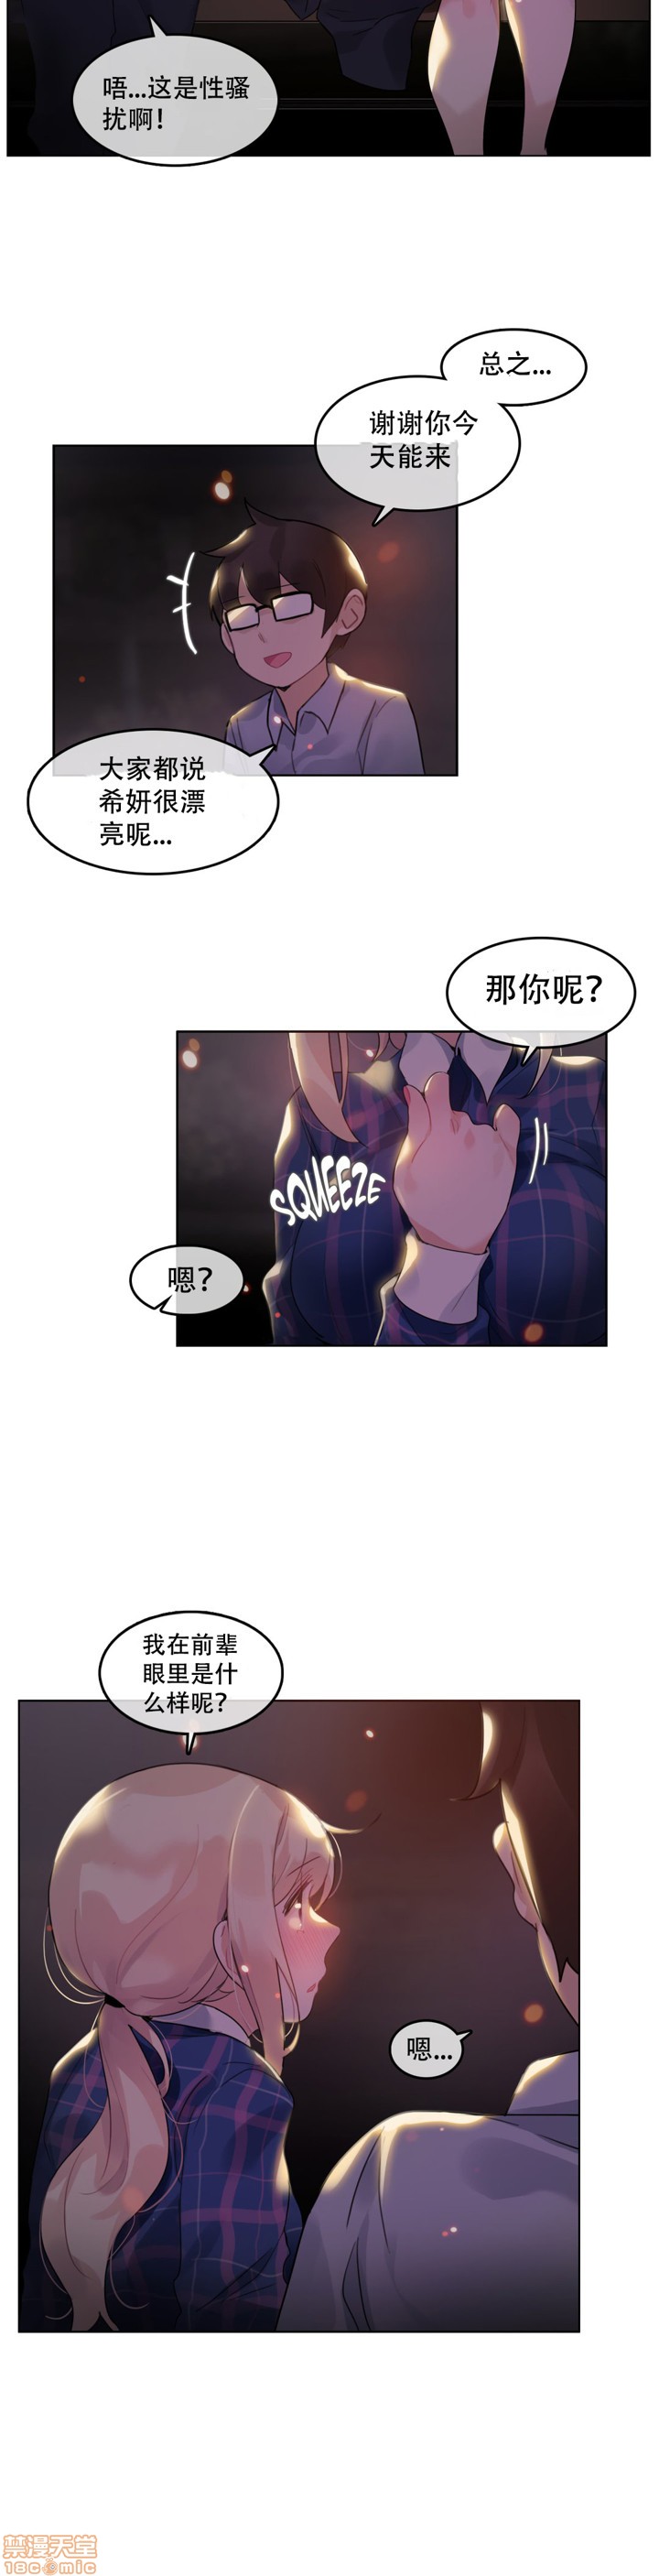 唔...这是性骚
扰啊!
总之...
谢谢你今
天能来
大家都说
希妍很漂
亮呢...
那你呢?
SQUEEZE
嗯?
我在前辈
眼里是什
么样呢?
嗯...
禁漫天堂
18comic